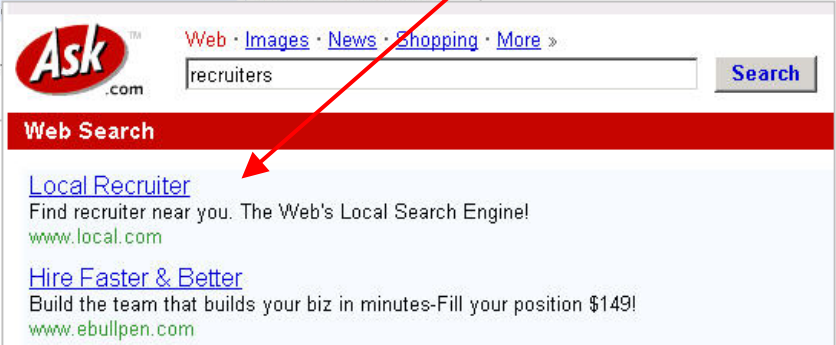 Ask™.com
Web · Images · News · Shopping · More »
recruiters
Search
Web Search
Local Recruiter
Find recruiter near you. The Web's Local Search Engine!
www.local.com
Hire Faster & Better
Build the team that builds your biz in minutes-Fill your position $149!
www.ebullpen.com